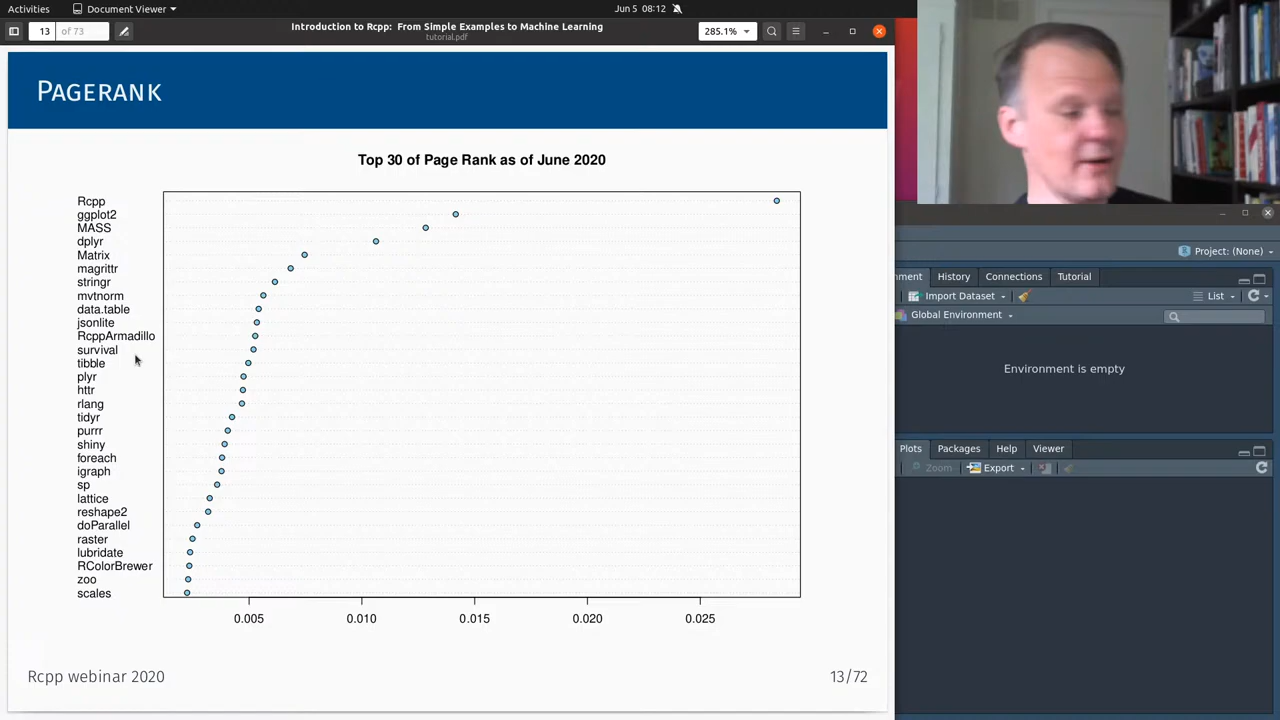 Activities Document Viewer Jun 5 08:12
13 of 73 Introduction to Rcpp: From Simple Examples to Machine Learning 285.1%
tutorial.pdf
PAGERANK
Top 30 of Page Rank as of June 2020
Rcpp
ggplot2
MASS
dplyr
Matrix
magrittr
stringr
mvtnorm
data.table
jsonlite
RcppArmadillo
survival
tibble
plyr
httr
rlang
tidyr
purrr
shiny
foreach
igraph
sp
lattice
reshape2
doParallel
raster
lubridate
RColorBrewer
zoo
scales
0.005 0.010 0.015 0.020 0.025
Rcpp webinar 2020 13/72
Project: (None)
nment History Connections Tutorial
Import Dataset List
Global Environment
Environment is empty
Plots Packages Help Viewer
Zoom Export